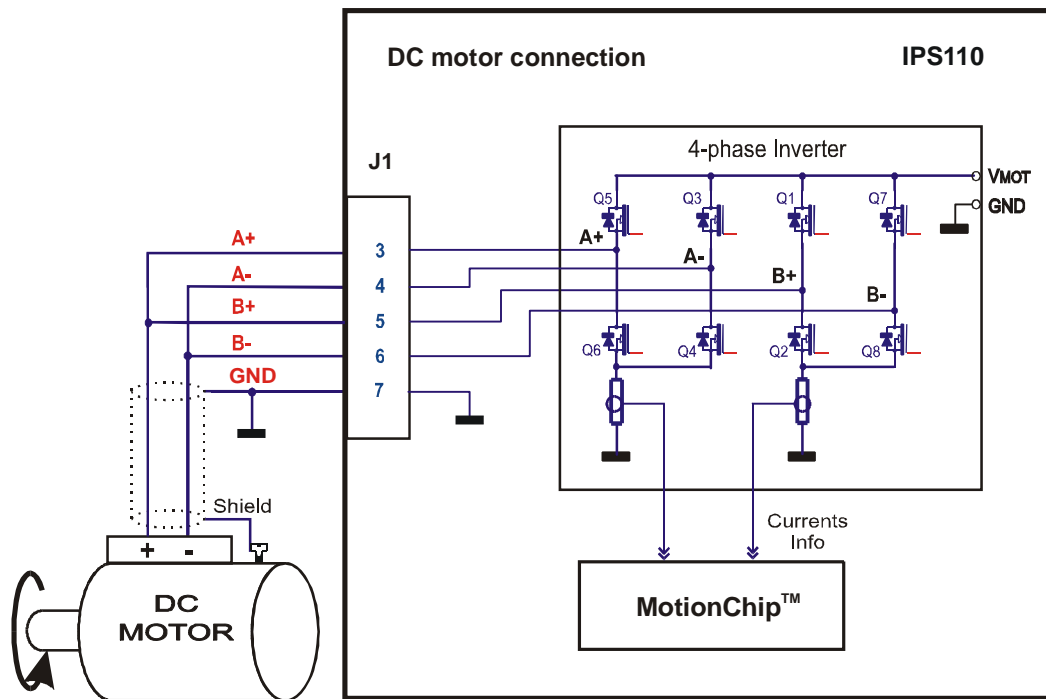 DC motor connection
IPS110
4-phase Inverter
J1
VMOT
GND
Q5
Q3
Q1
Q7
A+
A-
B+
B-
Q6
Q4
Q2
Q8
A+
3
A-
4
B+
5
B-
6
GND
7
Shield
Currents
Info
+
-
DC
MOTOR
MotionChip™